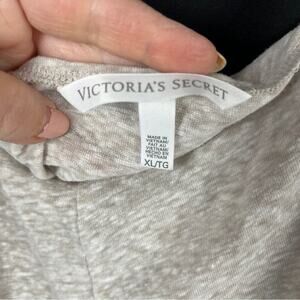 VICTORIA'S SECRET
MADE IN
VIETNAM/
FAIT AU
VIETNAM/
HECHO EN
VIETNAM
XL/TG